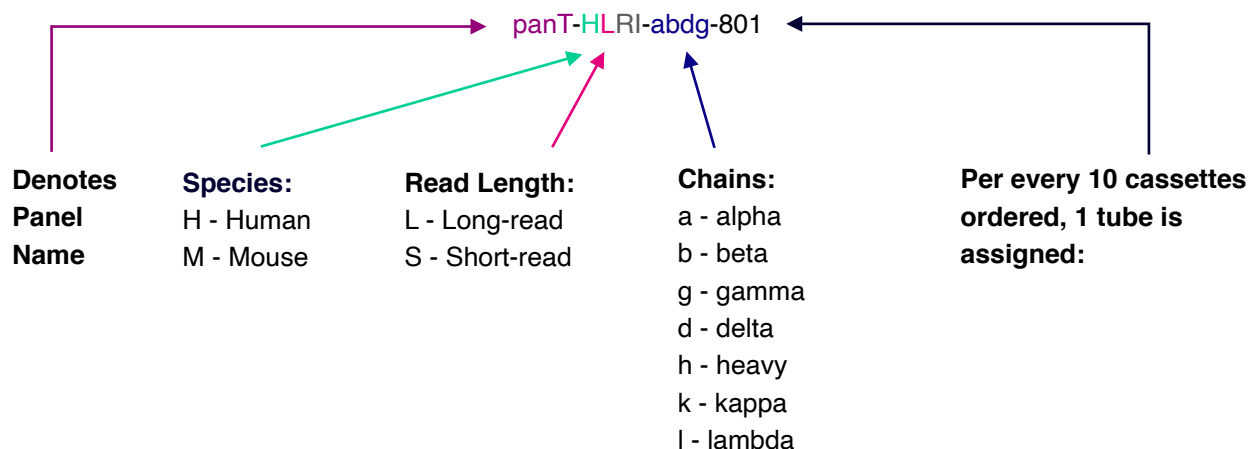 panT-HLRI-abdg-801
Denotes
Panel
Name
Species:
H - Human
M - Mouse
Read Length:
L - Long-read
S - Short-read
Chains:
a - alpha
b - beta
g - gamma
d - delta
h - heavy
k - kappa
l - lambda
Per every 10 cassettes
ordered, 1 tube is
assigned: